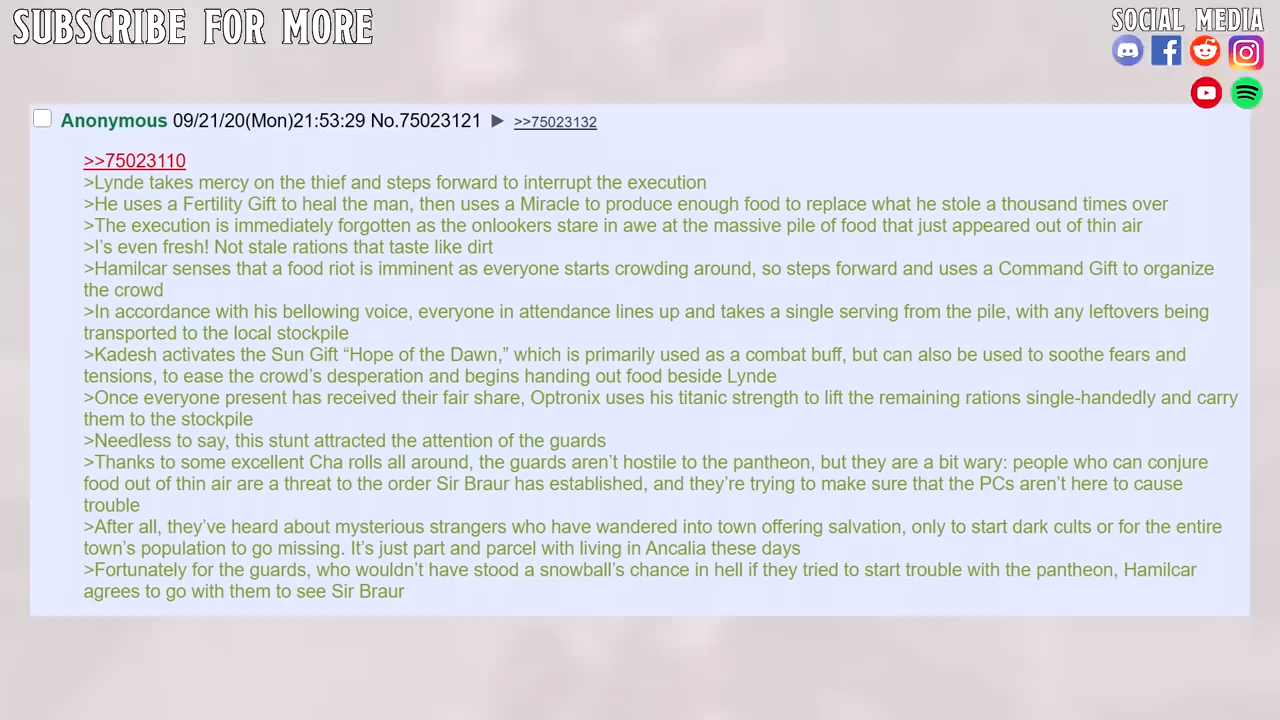 SUBSCRIBE FOR MORE
SOCIAL MEDIA
Anonymous 09/21/20(Mon)21:53:29 No.75023121 ▶ >>75023132
>>75023110
>Lynde takes mercy on the thief and steps forward to interrupt the execution
>He uses a Fertility Gift to heal the man, then uses a Miracle to produce enough food to replace what he stole a thousand times over
>The execution is immediately forgotten as the onlookers stare in awe at the massive pile of food that just appeared out of thin air
>I's even fresh! Not stale rations that taste like dirt
>Hamilcar senses that a food riot is imminent as everyone starts crowding around, so steps forward and uses a Command Gift to organize
the crowd
>In accordance with his bellowing voice, everyone in attendance lines up and takes a single serving from the pile, with any leftovers being
transported to the local stockpile
>Kadesh activates the Sun Gift “Hope of the Dawn,” which is primarily used as a combat buff, but can also be used to soothe fears and
tensions, to ease the crowd’s desperation and begins handing out food beside Lynde
>Once everyone present has received their fair share, Optronix uses his titanic strength to lift the remaining rations single-handedly and carry
them to the stockpile
>Needless to say, this stunt attracted the attention of the guards
>Thanks to some excellent Cha rolls all around, the guards aren’t hostile to the pantheon, but they are a bit wary: people who can conjure
food out of thin air are a threat to the order Sir Braur has established, and they’re trying to make sure that the PCs aren’t here to cause
trouble
>After all, they’ve heard about mysterious strangers who have wandered into town offering salvation, only to start dark cults or for the entire
town’s population to go missing. It’s just part and parcel with living in Ancalia these days
>Fortunately for the guards, who wouldn’t have stood a snowball’s chance in hell if they tried to start trouble with the pantheon, Hamilcar
agrees to go with them to see Sir Braur